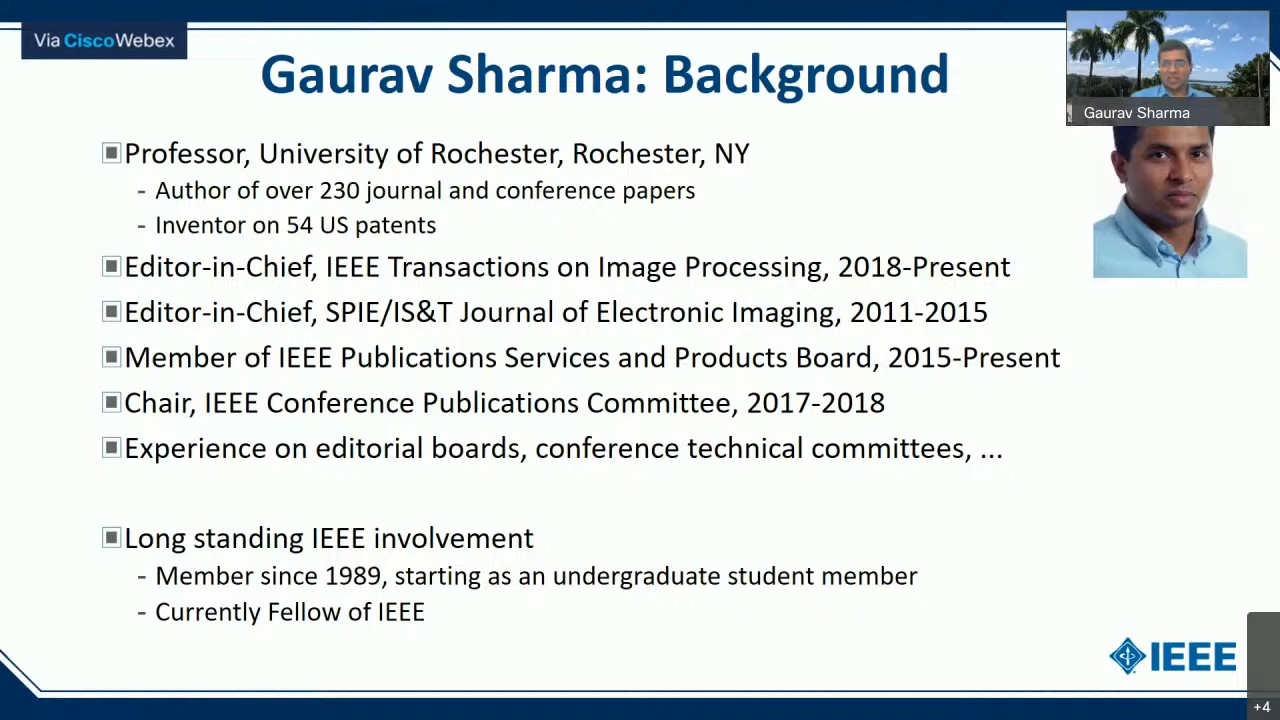 Via CiscoWebex
Gaurav Sharma: Background
Gaurav Sharma
Professor, University of Rochester, Rochester, NY
- Author of over 230 journal and conference papers
- Inventor on 54 US patents
Editor-in-Chief, IEEE Transactions on Image Processing, 2018-Present
Editor-in-Chief, SPIE/IS&T Journal of Electronic Imaging, 2011-2015
Member of IEEE Publications Services and Products Board, 2015-Present
Chair, IEEE Conference Publications Committee, 2017-2018
Experience on editorial boards, conference technical committees, ...
Long standing IEEE involvement
- Member since 1989, starting as an undergraduate student member
- Currently Fellow of IEEE
IEEE
+4